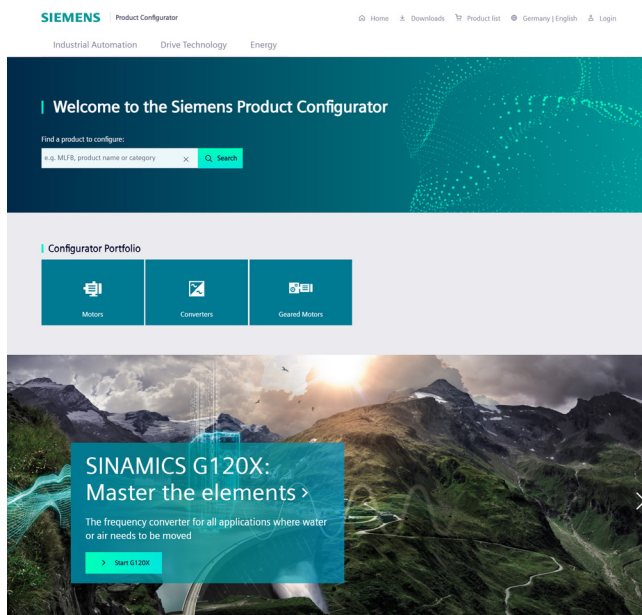 SIEMENS Product Configurator
Home Downloads Product list Germany | English Login
Industrial Automation Drive Technology Energy
Welcome to the Siemens Product Configurator
Find a product to configure:
e.g. MLFB, product name or category Search
Configurator Portfolio
Motors Converters Geared Motors
SINAMICS G120X:
Master the elements
The frequency converter for all applications where water
or air needs to be moved
Start G120X